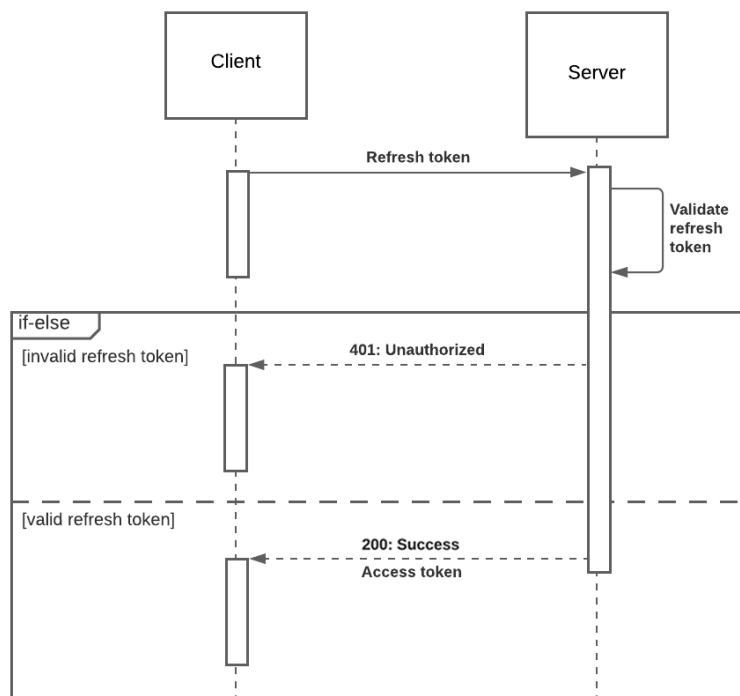 Client
Server
Refresh token
Validate
refresh
token
if-else
[invalid refresh token]
401: Unauthorized
[valid refresh token]
200: Success
Access token